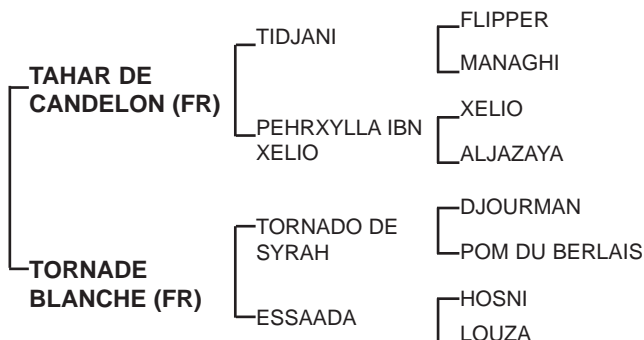 TAHAR DE
CANDELON (FR)
TIDJANI
FLIPPER
MANAGHI
PEHRXYLLA IBN
XELIO
XELIO
ALJAZAYA
TORNADE
BLANCHE (FR)
TORNADO DE
SYRAH
DJOURMAN
POM DU BERLAIS
ESSAADA
HOSNI
LOUZA